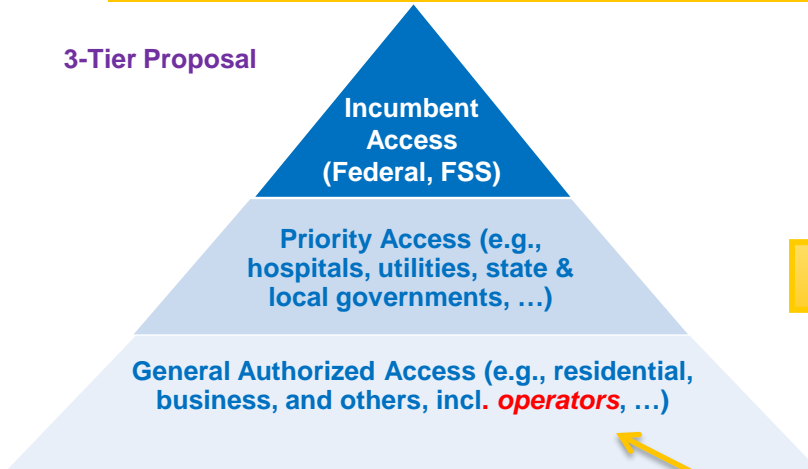 3-Tier Proposal
Incumbent
Access
(Federal, FSS)
Priority Access (e.g.,
hospitals, utilities, state &
local governments, …)
General Authorized Access (e.g., residential,
business, and others, incl. operators, …)